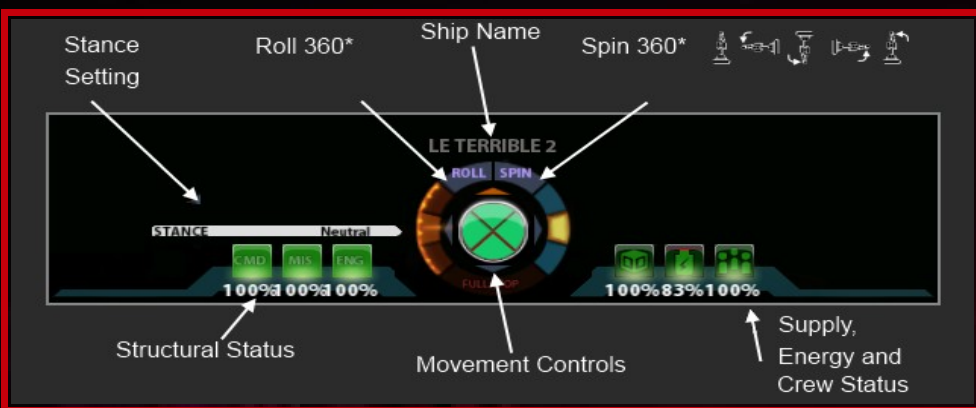 Stance
Setting
Roll 360*
Ship Name
Spin 360*
LE TERRIBLE 2
ROLL SPIN
STANCE Neutral
CMD MIS ENG
100% 100% 100%
100% 83% 100%
Structural Status
Movement Controls
Supply,
Energy and
Crew Status